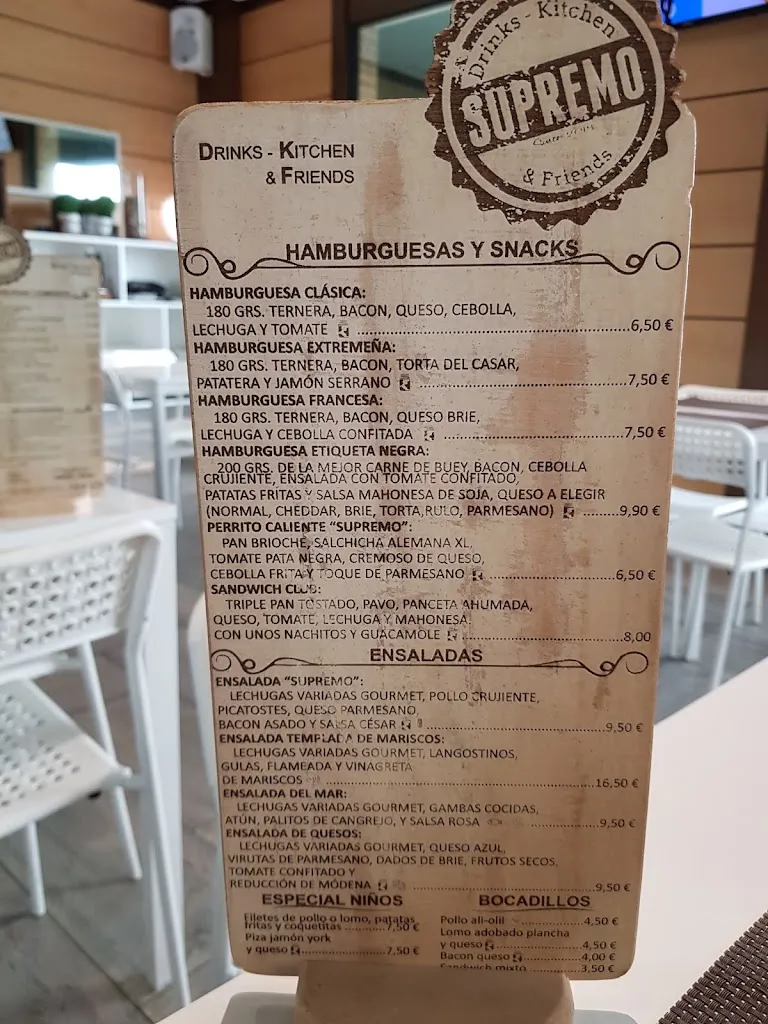 Drinks - Kitchen
SUPREMO
& Friends
DRINKS - KITCHEN
& FRIENDS
HAMBURGUESAS Y SNACKS
HAMBURGUESA CLÁSICA:
180 GRS. TERNERA, BACON, QUESO, CEBOLLA,
LECHUGA Y TOMATE ........6,50 €
HAMBURGUESA EXTREMEÑA:
180 GRS. TERNERA, BACON, TORTA DEL CASAR,
PATATERA Y JAMÓN SERRANO ........7,50 €
HAMBURGUESA FRANCESA:
180 GRS. TERNERA, BACON, QUESO BRIE,
LECHUGA Y CEBOLLA CONFITADA ........7,50 €
HAMBURGUESA ETIQUETA NEGRA:
200 GRS. DE LA MEJOR CARNE DE BUEY, BACON, CEBOLLA
CRUJIENTE, ENSALADA CON TOMATE CONFITADO,
PATATAS FRITAS Y SALSA MAHONESA DE SOJA, QUESO A ELEGIR
(NORMAL, CHEDDAR, BRIE, TORTA,RULO, PARMESANO) ........9,90 €
PERRITO CALIENTE “SUPREMO”:
PAN BRIOCHE, SALCHICHA ALEMANA XL,
TOMATE PATA NEGRA, CREMOSO DE QUESO,
CEBOLLA FRITA Y TOQUE DE PARMESANO ........6,50 €
SANDWICH CLUB:
TRIPLE PAN TOSTADO, PAVO, PANCETA AHUMADA,
QUESO, TOMATE, LECHUGA Y MAHONESA.
CON UNOS NACHITOS Y GUACAMOLE ........8,00
ENSALADAS
ENSALADA “SUPREMO”:
LECHUGAS VARIADAS GOURMET, POLLO CRUJIENTE,
PICATOSTES, QUESO PARMESANO,
BACON ASADO Y SALSA CÉSAR ........9,50 €
ENSALADA TEMPLADA DE MARISCOS:
LECHUGAS VARIADAS GOURMET, LANGOSTINOS,
GULAS, FLAMEADA Y VINAGRETA
DE MARISCOS ........16,50 €
ENSALADA DEL MAR:
LECHUGAS VARIADAS GOURMET, GAMBAS COCIDAS,
ATÚN, PALITOS DE CANGREJO, Y SALSA ROSA ........9,50 €
ENSALADA DE QUESOS:
LECHUGAS VARIADAS GOURMET, QUESO AZUL,
VIRUTAS DE PARMESANO, DADOS DE BRIE, FRUTOS SECOS,
TOMATE CONFITADO Y
REDUCCIÓN DE MÓDENA ........9,50 €
ESPECIAL NIÑOS
Filetes de pollo o lomo, patatas
fritas y coquetitas ........7,50 €
Piza jamón york
y queso ........7,50 €
BOCADILLOS
Pollo ali-olil ........4,50 €
Lomo adobado plancha
y queso ........4,50 €
Bacon queso ........4,00 €
Sandwich mixto ........3,50 €